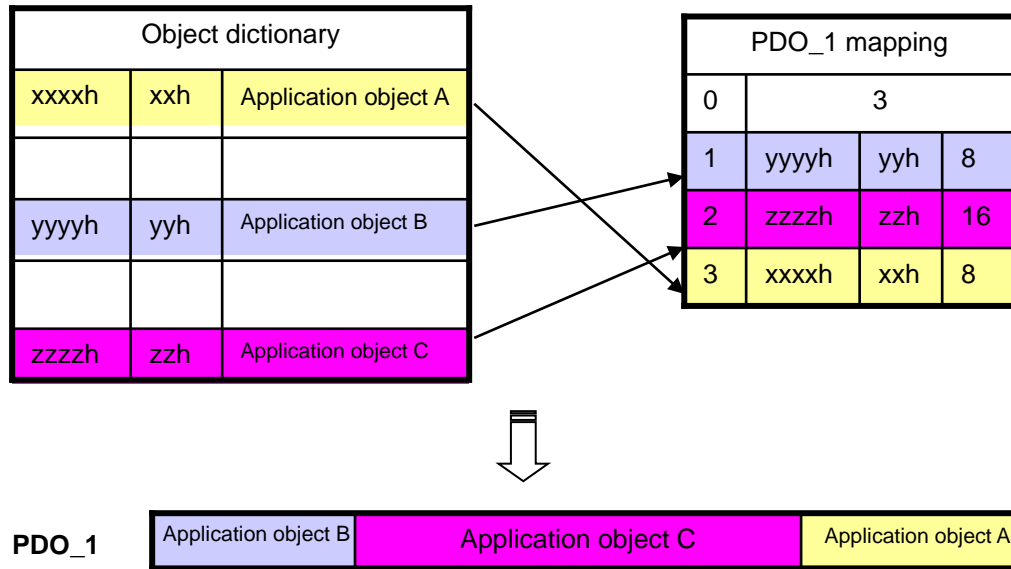 Object dictionary
xxxxh xxh Application object A
yyyyh yyh Application object B
zzzzh zzh Application object C
PDO_1 mapping
0 3
1 yyyyh yyh 8
2 zzzzh zzh 16
3 xxxxh xxh 8
PDO_1 Application object B Application object C Application object A